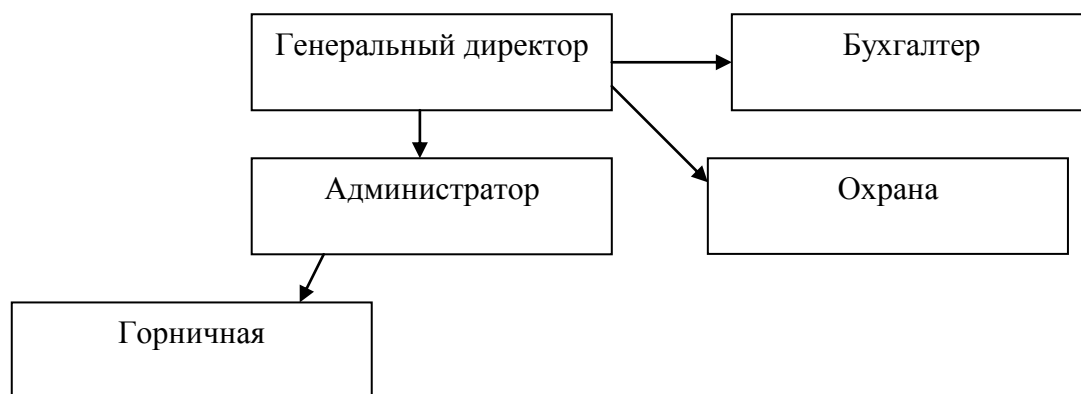 Генеральный директор
Бухгалтер
Администратор
Охрана
Горничная